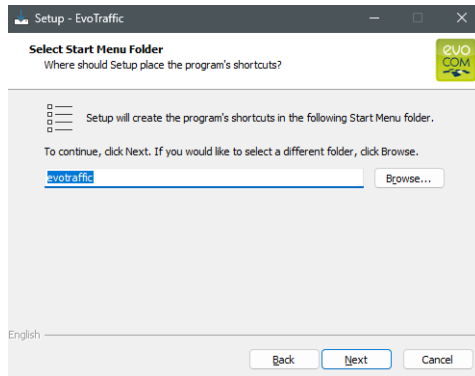 Setup - EvoTraffic
Select Start Menu Folder
Where should Setup place the program's shortcuts?
evo
COM
Setup will create the program's shortcuts in the following Start Menu folder.
To continue, click Next. If you would like to select a different folder, click Browse.
evotraffic
Browse...
English
Back
Next
Cancel